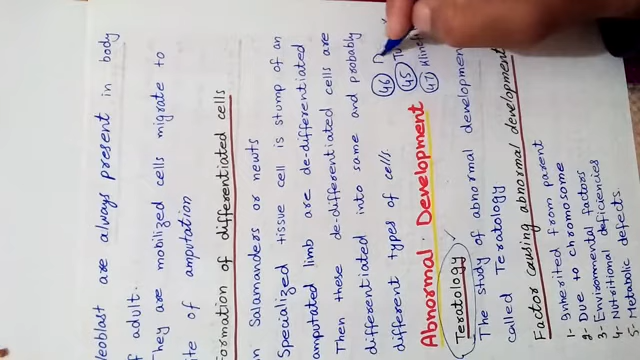 eoblast are always present in body
f adult.
They are mobilized cells migrate to
ite of amputation
Formation of differentiated cells
n Salamanders or newts
Specialized tissue cell is stump of an
amputated limb are de-differentiated
Then these de-differentiated cells are
differentiated into same and probably
different types of cells.
46
45 Tu
47 Kline
Abnormal Development
Teratology
The study of abnormal development
called Teratology
Factor causing abnormal development
1- Inherited from parent
2- Due to chromosome
3- Environmental factors
4- Nutritional deficiencies
5- Metabolic defects.